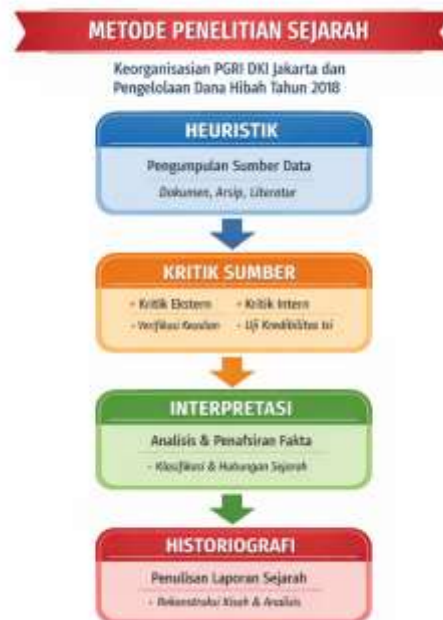 METODE PENELITIAN SEJARAH
Keorganisasian PGRI DKI Jakarta dan
Pengelolaan Dana Hibah Tahun 2018
HEURISTIK
Pengumpulan Sumber Data
Dokumen, Arsip, Literatur
KRITIK SUMBER
- Kritik Ekstern - Kritik Intern
- Verifikasi Keaslian - Uji Kredibilitas Isi
INTERPRETASI
Analisis & Penafsiran Fakta
- Klasifikasi & Hubungan Sejarah
HISTORIOGRAFI
Penulisan Laporan Sejarah
- Rekonstruksi Kisah & Analisis